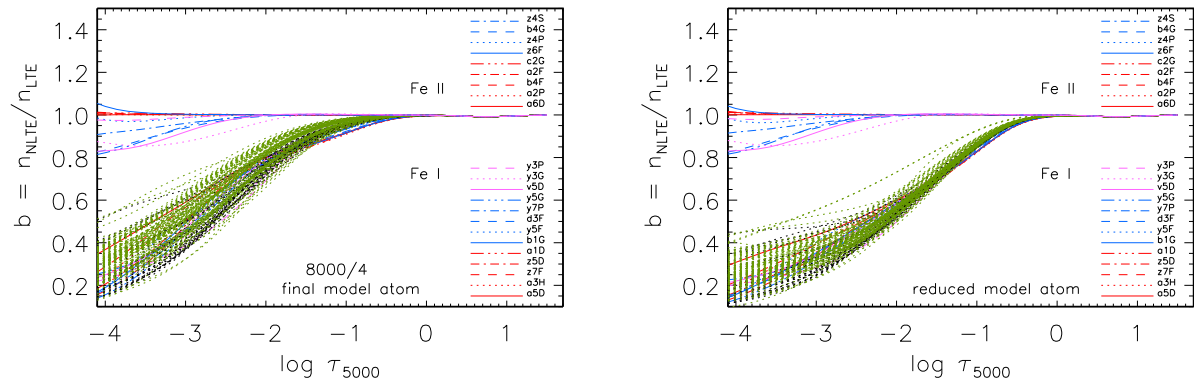 1.4
1.2
1.0
0.8
0.6
0.4
0.2
b = nNLTE/nLTE
z4S
b4G
z4P
z6F
c2G
a2F
b4F
a2P
a6D
Fe II
Fe I
y3P
y3G
v5D
y5G
y7P
d3F
y5F
b1G
a1D
z5D
z7F
a3H
a5D
8000/4
final model atom
−4 −3 −2 −1 0 1
log τ5000
1.4
1.2
1.0
0.8
0.6
0.4
0.2
b = nNLTE/nLTE
z4S
b4G
z4P
z6F
c2G
a2F
b4F
a2P
a6D
Fe II
Fe I
y3P
y3G
v5D
y5G
y7P
d3F
y5F
b1G
a1D
z5D
z7F
a3H
a5D
reduced model atom
−4 −3 −2 −1 0 1
log τ5000